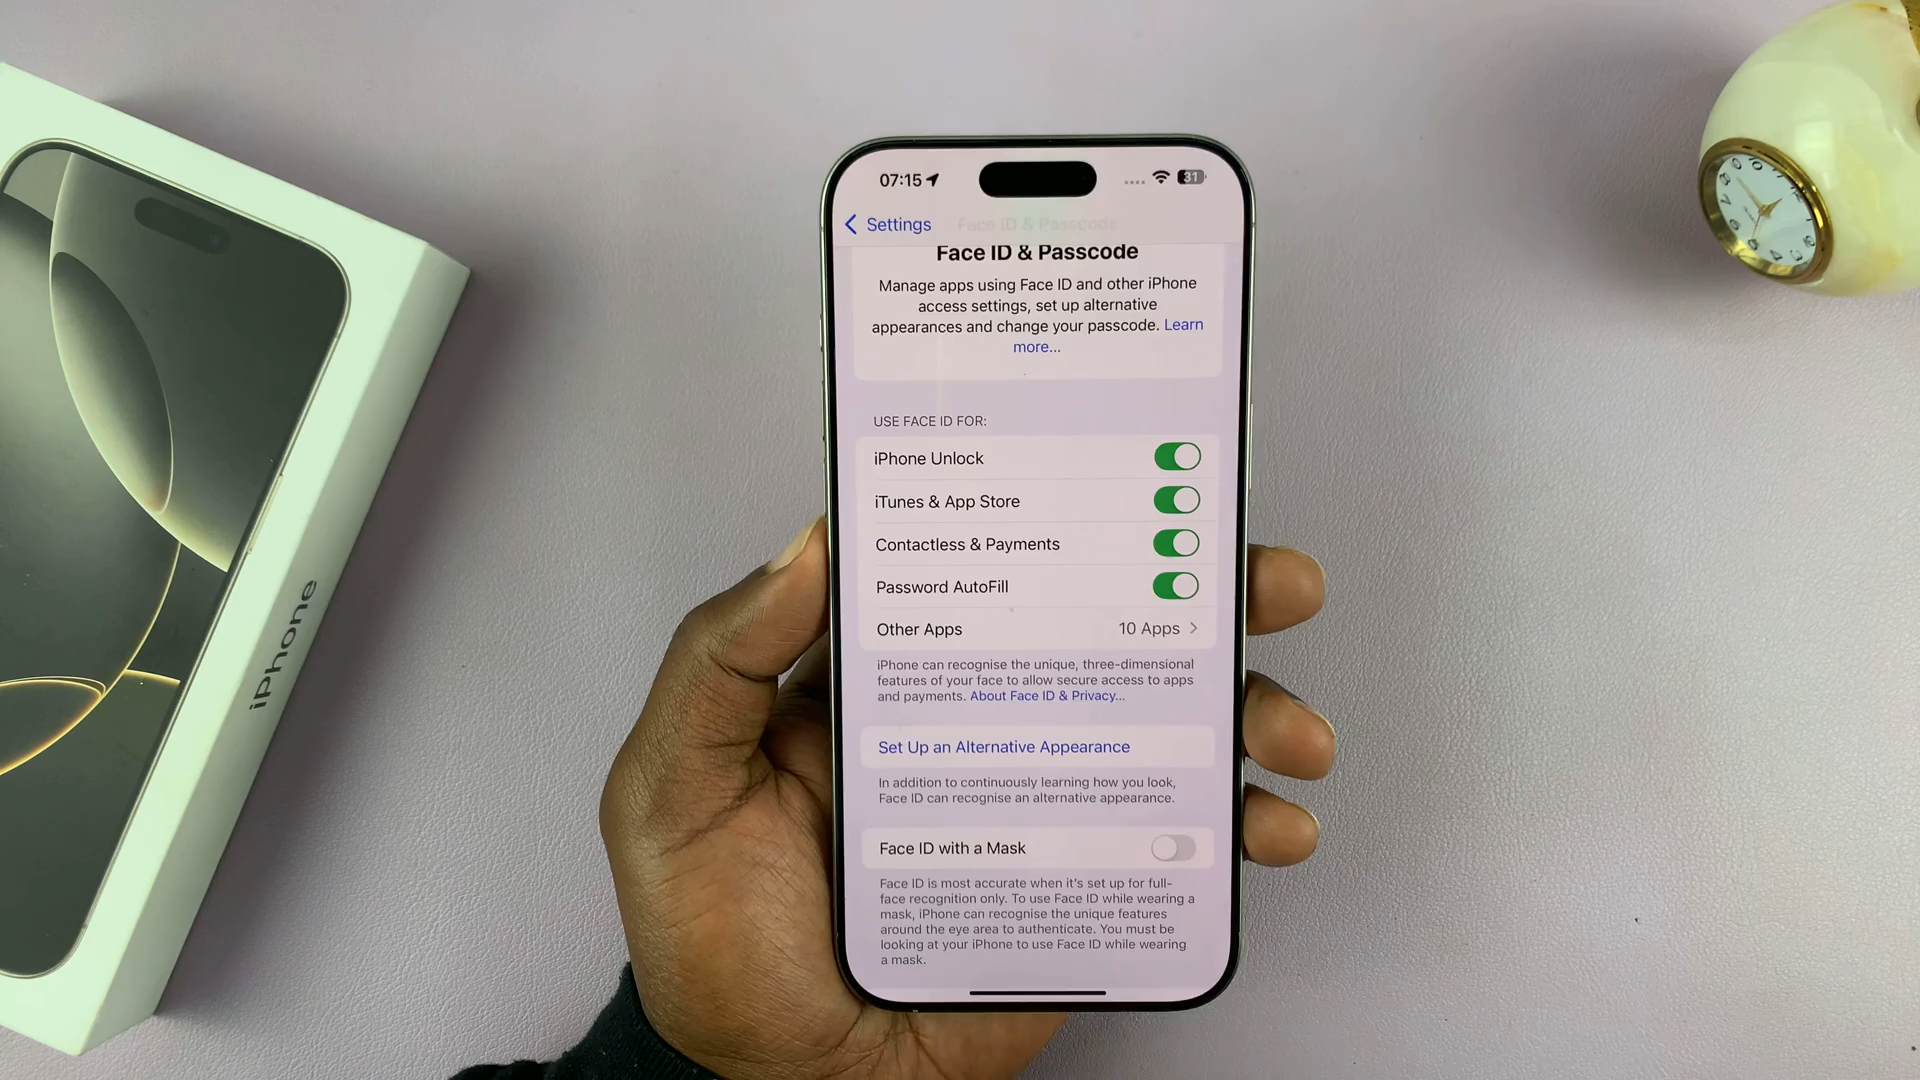 07:15
31
Settings
Face ID & Passcode
Face ID & Passcode
Manage apps using Face ID and other iPhone
access settings, set up alternative
appearances and change your passcode. Learn
more...
USE FACE ID FOR:
iPhone Unlock
iTunes & App Store
Contactless & Payments
Password AutoFill
Other Apps 10 Apps
iPhone can recognise the unique, three-dimensional
features of your face to allow secure access to apps
and payments. About Face ID & Privacy...
Set Up an Alternative Appearance
In addition to continuously learning how you look,
Face ID can recognise an alternative appearance.
Face ID with a Mask
Face ID is most accurate when it's set up for full-
face recognition only. To use Face ID while wearing a
mask, iPhone can recognise the unique features
around the eye area to authenticate. You must be
looking at your iPhone to use Face ID while wearing
a mask.
iPhone